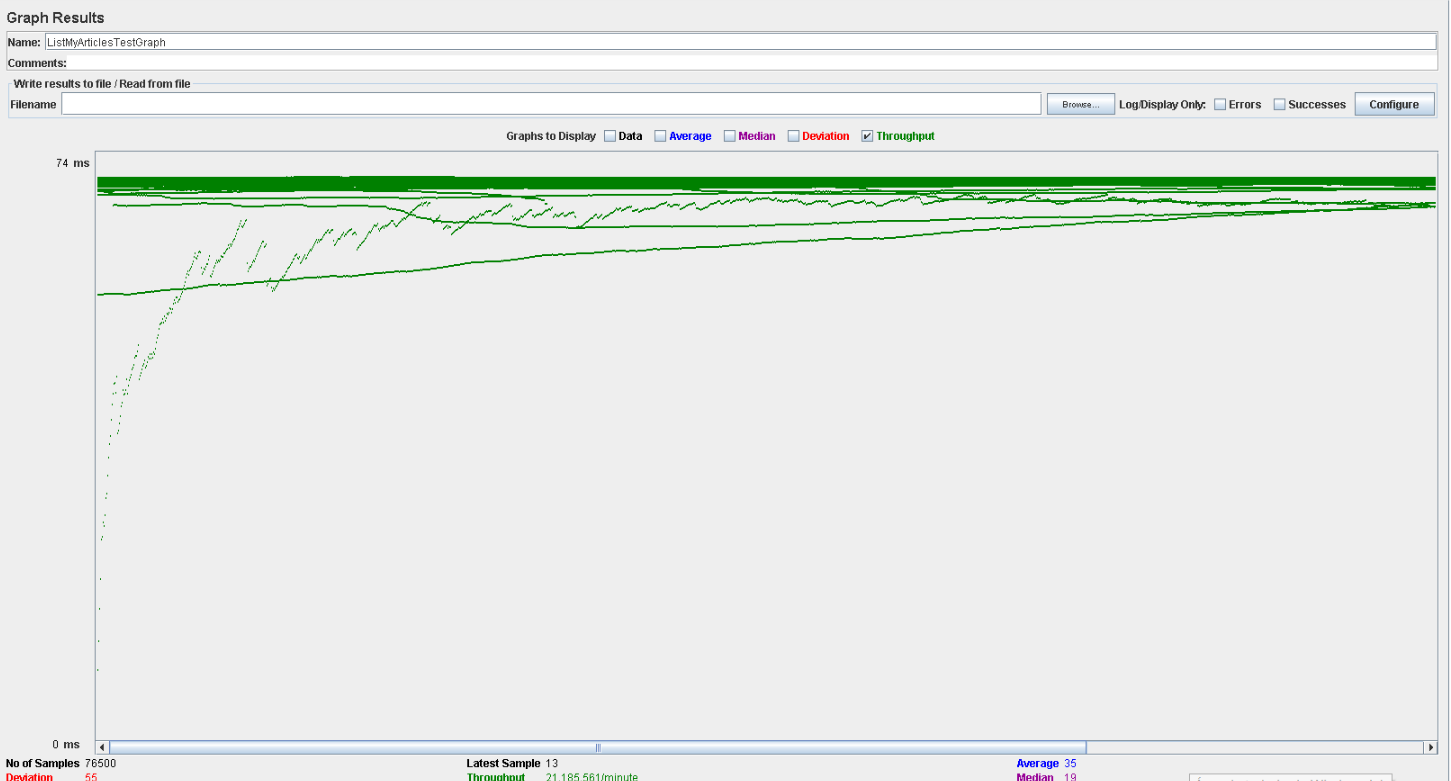 Graph Results
Name: ListMyArticlesTestGraph
Comments:
Write results to file / Read from file
Filename Browse... Log/Display Only: Errors Successes Configure
Graphs to Display Data Average Median Deviation Throughput
74 ms
0 ms
No of Samples 76500 Latest Sample 13 Average 35
Deviation 55 Throughput 21,185.561/minute Median 19